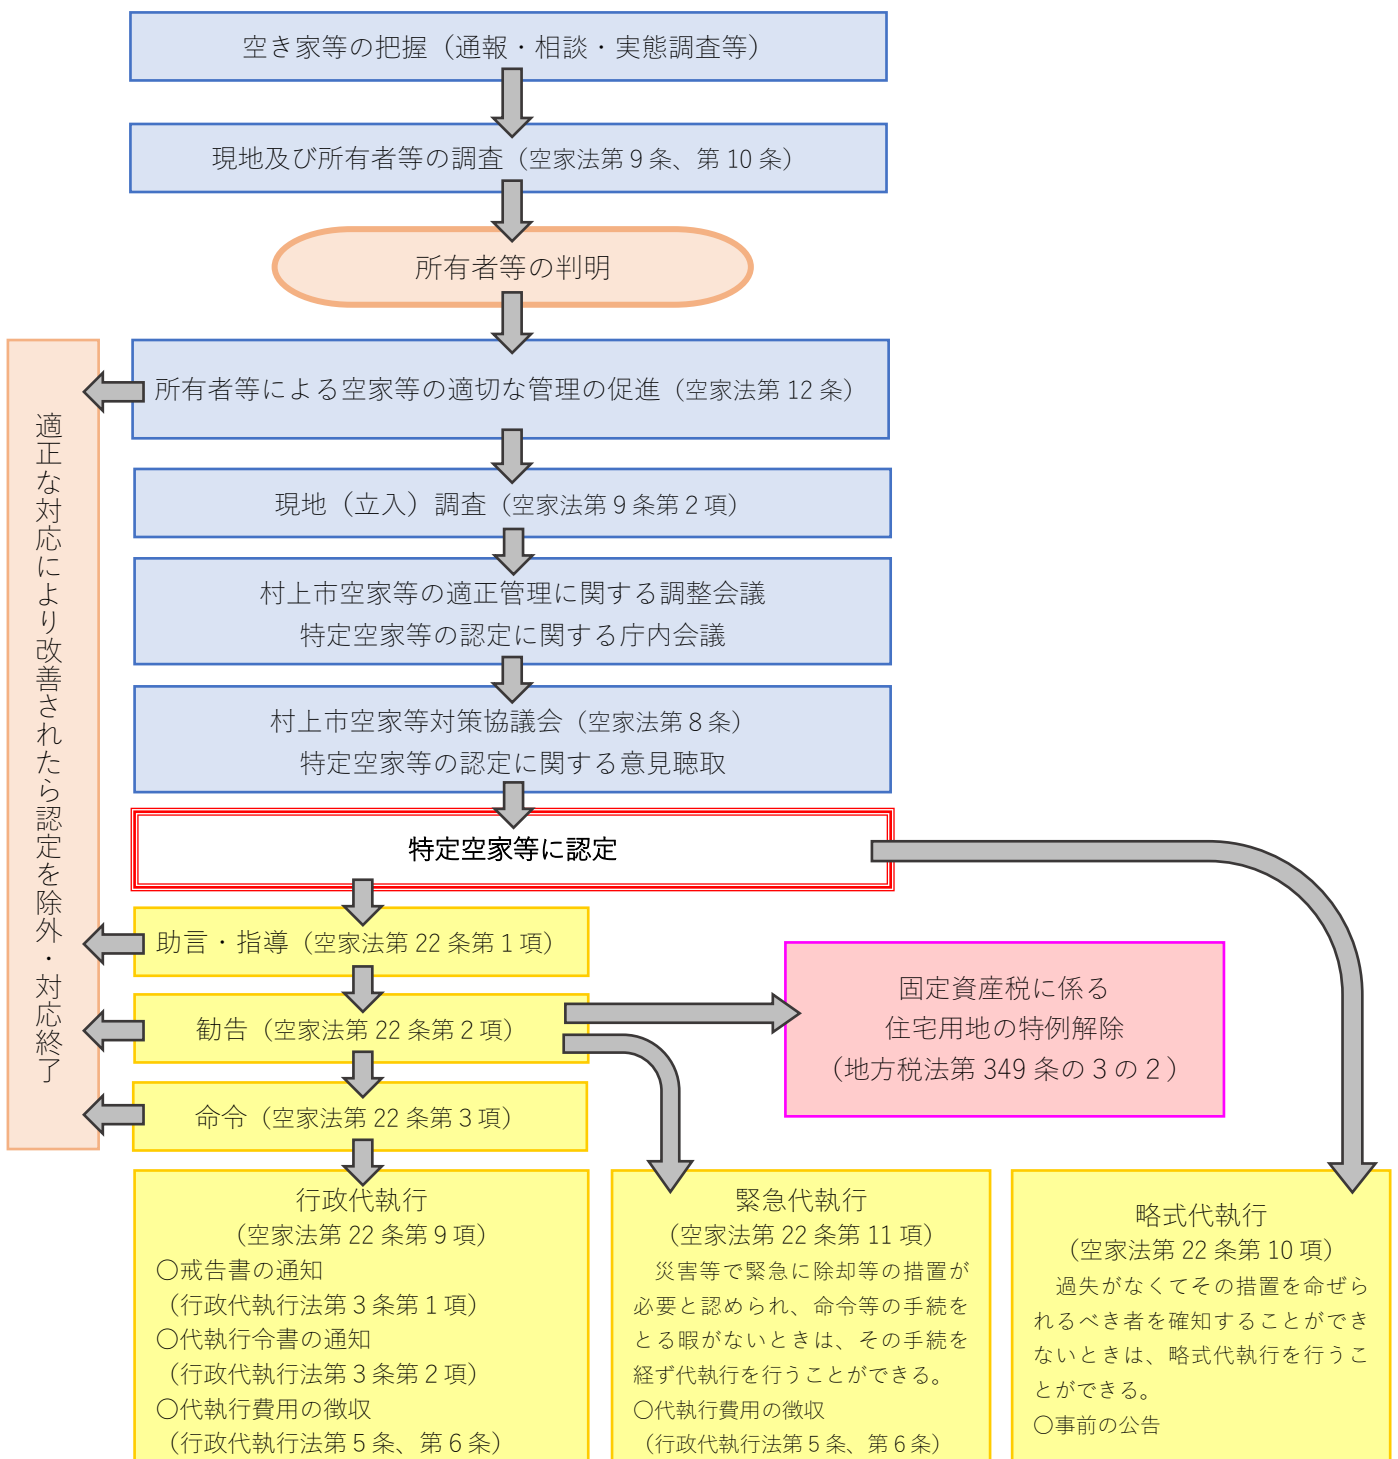 空き家等の把握（通報・相談・実態調査等）
現地及び所有者等の調査（空家法第９条、第 10 条）
所有者等の判明
所有者等による空家等の適切な管理の促進（空家法第 12 条）
適正な対応により改善されたら認定を除外・対応終了
現地（立入）調査（空家法第９条第２項）
村上市空家等の適正管理に関する調整会議
特定空家等の認定に関する庁内会議
村上市空家等対策協議会（空家法第８条）
特定空家等の認定に関する意見聴取
特定空家等に認定
助言・指導（空家法第 22 条第１項）
勧告（空家法第 22 条第２項）
固定資産税に係る
住宅用地の特例解除
（地方税法第 349 条の３の２）
命令（空家法第 22 条第３項）
行政代執行
（空家法第 22 条第９項）
〇戒告書の通知
（行政代執行法第３条第１項）
〇代執行令書の通知
（行政代執行法第３条第２項）
〇代執行費用の徴収
（行政代執行法第５条、第６条）
緊急代執行
（空家法第 22 条第 11 項）
災害等で緊急に除却等の措置が
必要と認められ、命令等の手続を
とる暇がないときは、その手続を
経ず代執行を行うことができる。
〇代執行費用の徴収
（行政代執行法第５条、第６条）
略式代執行
（空家法第 22 条第 10 項）
過失がなくてその措置を命ぜら
れるべき者を確知することができ
ないときは、略式代執行を行うこ
とができる。
〇事前の公告